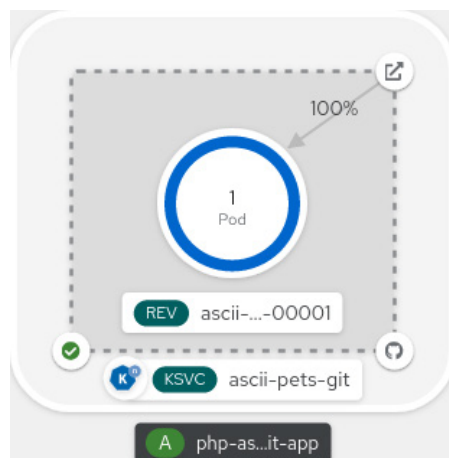 100%
1
Pod
REV ascii-...-00001
K n
KSVC ascii-pets-git
A php-as...it-app